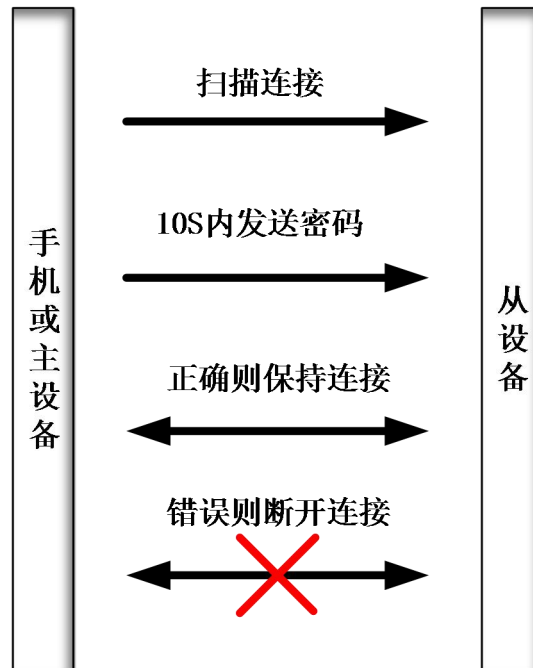 扫描连接
10S内发送密码
手机或主设备
从设备
正确则保持连接
错误则断开连接